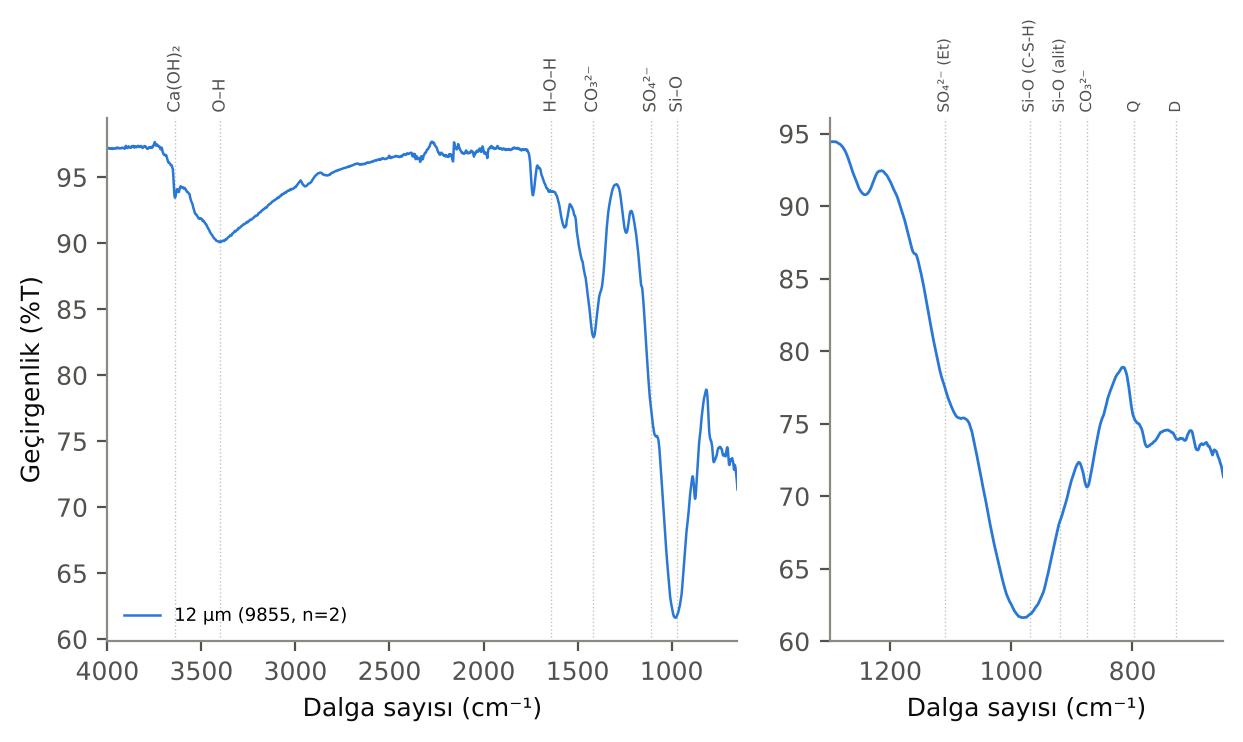 Ca(OH)₂
O–H
H–O–H
CO₃²⁻
SO₄²⁻
Si–O
95
90
85
80
75
70
65
60
4000
3500
3000
2500
2000
1500
1000
Geçirgenlik (%T)
Dalga sayısı (cm⁻¹)
12 µm (9855, n=2)
SO₄²⁻ (Et)
Si–O (C-S-H)
Si–O (alit)
CO₃²⁻
Q
D
95
90
85
80
75
70
65
60
1200
1000
800
Dalga sayısı (cm⁻¹)